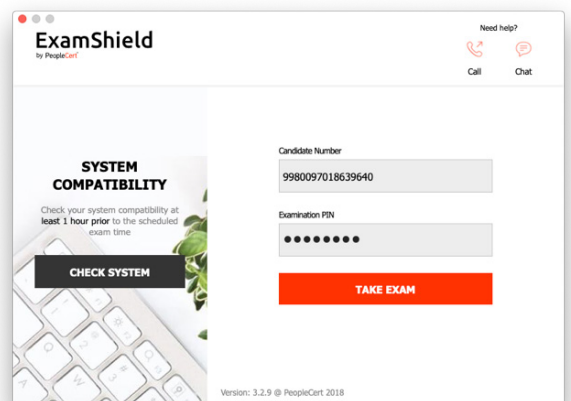 ExamShield
by PeopleCert
Need help?
Call
Chat
SYSTEM
COMPATIBILITY
Check your system compatibility at
least 1 hour prior to the scheduled
exam time
CHECK SYSTEM
Candidate Number
9980097018639640
Examination PIN
●●●●●●●●
TAKE EXAM
Version: 3.2.9 @ PeopleCert 2018